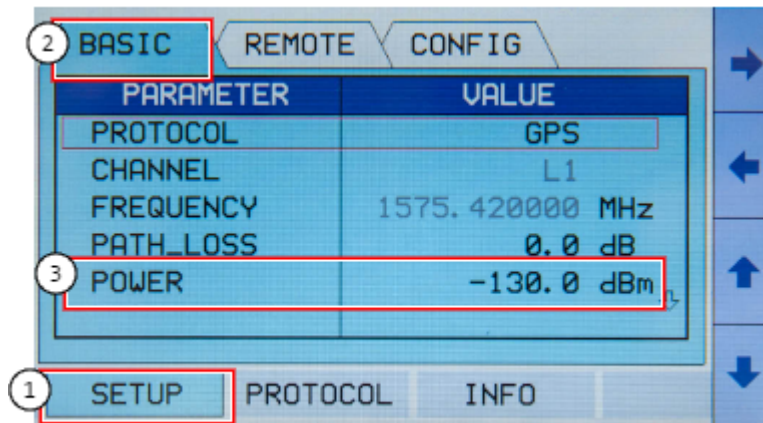 2 BASIC REMOTE CONFIG
PARAMETER VALUE
PROTOCOL GPS
CHANNEL L1
FREQUENCY 1575.420000 MHz
PATH_LOSS 0.0 dB
3 POWER -130.0 dBm
1 SETUP PROTOCOL INFO